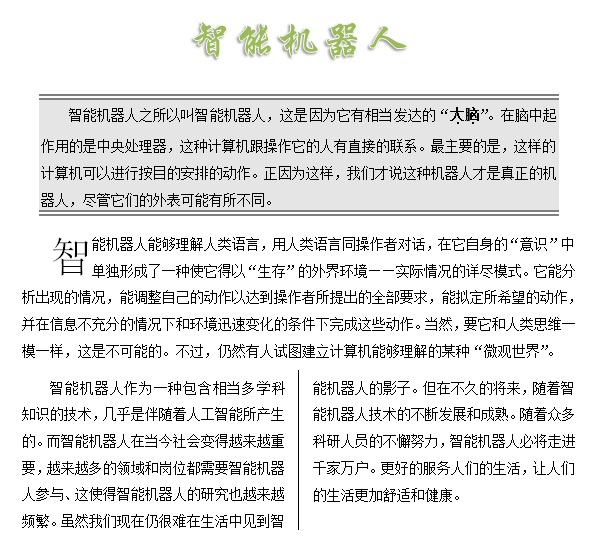 智能机器人
智能机器人之所以叫智能机器人，这是因为它有相当发达的“大脑”。在脑中起
作用的是中央处理器，这种计算机跟操作它的人有直接的联系。最主要的是，这样的
计算机可以进行按目的安排的动作。正因为这样，我们才说这种机器人才是真正的机
器人，尽管它们的外表可能有所不同。
智能机器人能够理解人类语言，用人类语言同操作者对话，在它自身的“意识”中
单独形成了一种使它得以“生存”的外界环境——实际情况的详尽模式。它能分
析出现的情况，能调整自己的动作以达到操作者所提出的全部要求，能拟定所希望的动作，
并在信息不充分的情况下和环境迅速变化的条件下完成这些动作。当然，要它和人类思维一
模一样，这是不可能的。不过，仍然有人试图建立计算机能够理解的某种“微观世界”。
智能机器人作为一种包含相当多学科
知识的技术，几乎是伴随着人工智能所产生
的。而智能机器人在当今社会变得越来越重
要，越来越多的领域和岗位都需要智能机器
人参与、这使得智能机器人的研究也越来越
频繁。虽然我们现在仍很难在生活中见到智
能机器人的影子。但在不久的将来，随着智
能机器人技术的不断发展和成熟。随着众多
科研人员的不懈努力，智能机器人必将走进
千家万户。更好的服务人们的生活，让人们
的生活更加舒适和健康。